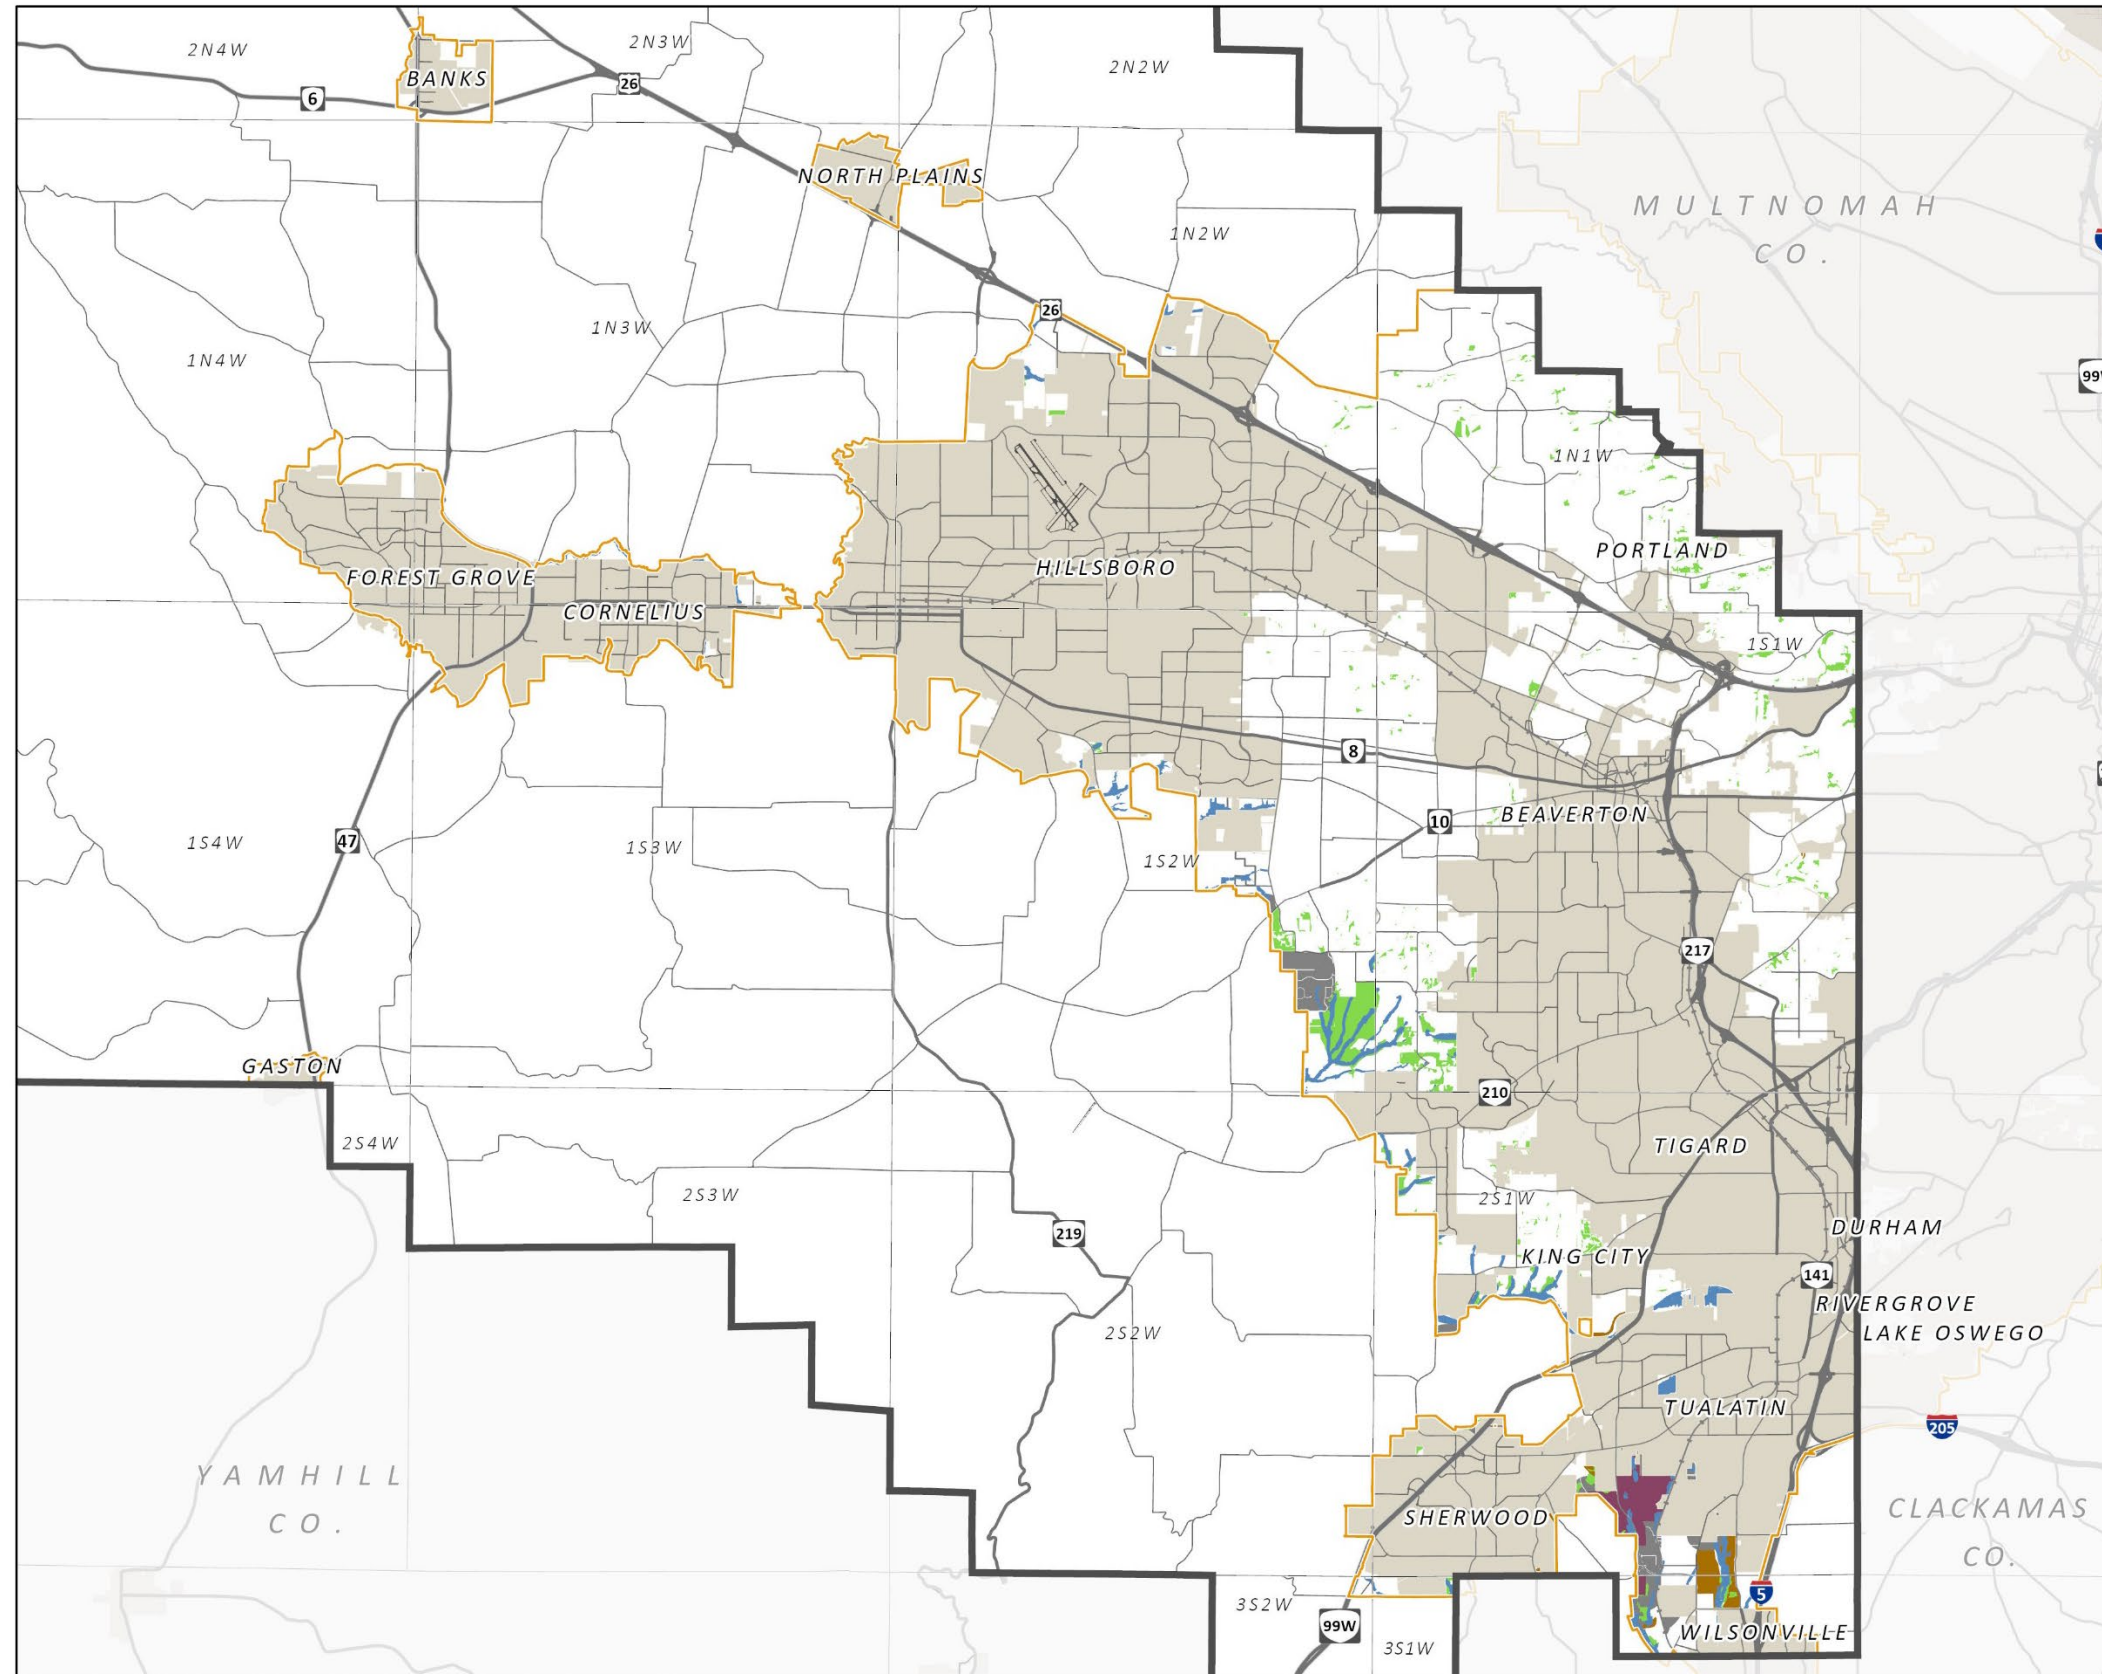 2N4W
2N3W
2N2W
BANKS
6
26
NORTH PLAINS
MULTNOMAH
CO.
1N2W
26
1N3W
1N4W
99W
1N1W
PORTLAND
HILLSBORO
FOREST GROVE
CORNELIUS
1S1W
8
10
BEAVERTON
47
1S4W
1S3W
1S2W
217
GASTON
210
2S4W
TIGARD
2S3W
2S1W
219
DURHAM
KING CITY
141
RIVERGROVE
2S2W
LAKE OSWEGO
TUALATIN
205
YAMHILL
CO.
SHERWOOD
CLACKAMAS
CO.
5
3S2W
99W
3S1W
WILSONVILLE